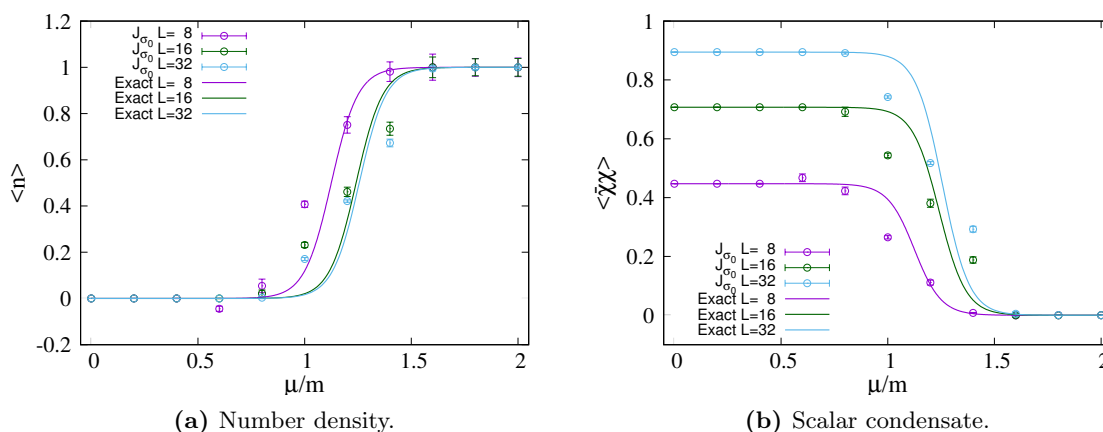 1.2
1
0.8
0.6
0.4
0.2
0
-0.2
<n>
J_{σ_0} L= 8
J_{σ_0} L=16
J_{σ_0} L=32
Exact L= 8
Exact L=16
Exact L=32
0 0.5 1 1.5 2
μ/m
(a) Number density.
1
0.8
0.6
0.4
0.2
0
<χ̄χ>
J_{σ_0} L= 8
J_{σ_0} L=16
J_{σ_0} L=32
Exact L= 8
Exact L=16
Exact L=32
0 0.5 1 1.5 2
μ/m
(b) Scalar condensate.